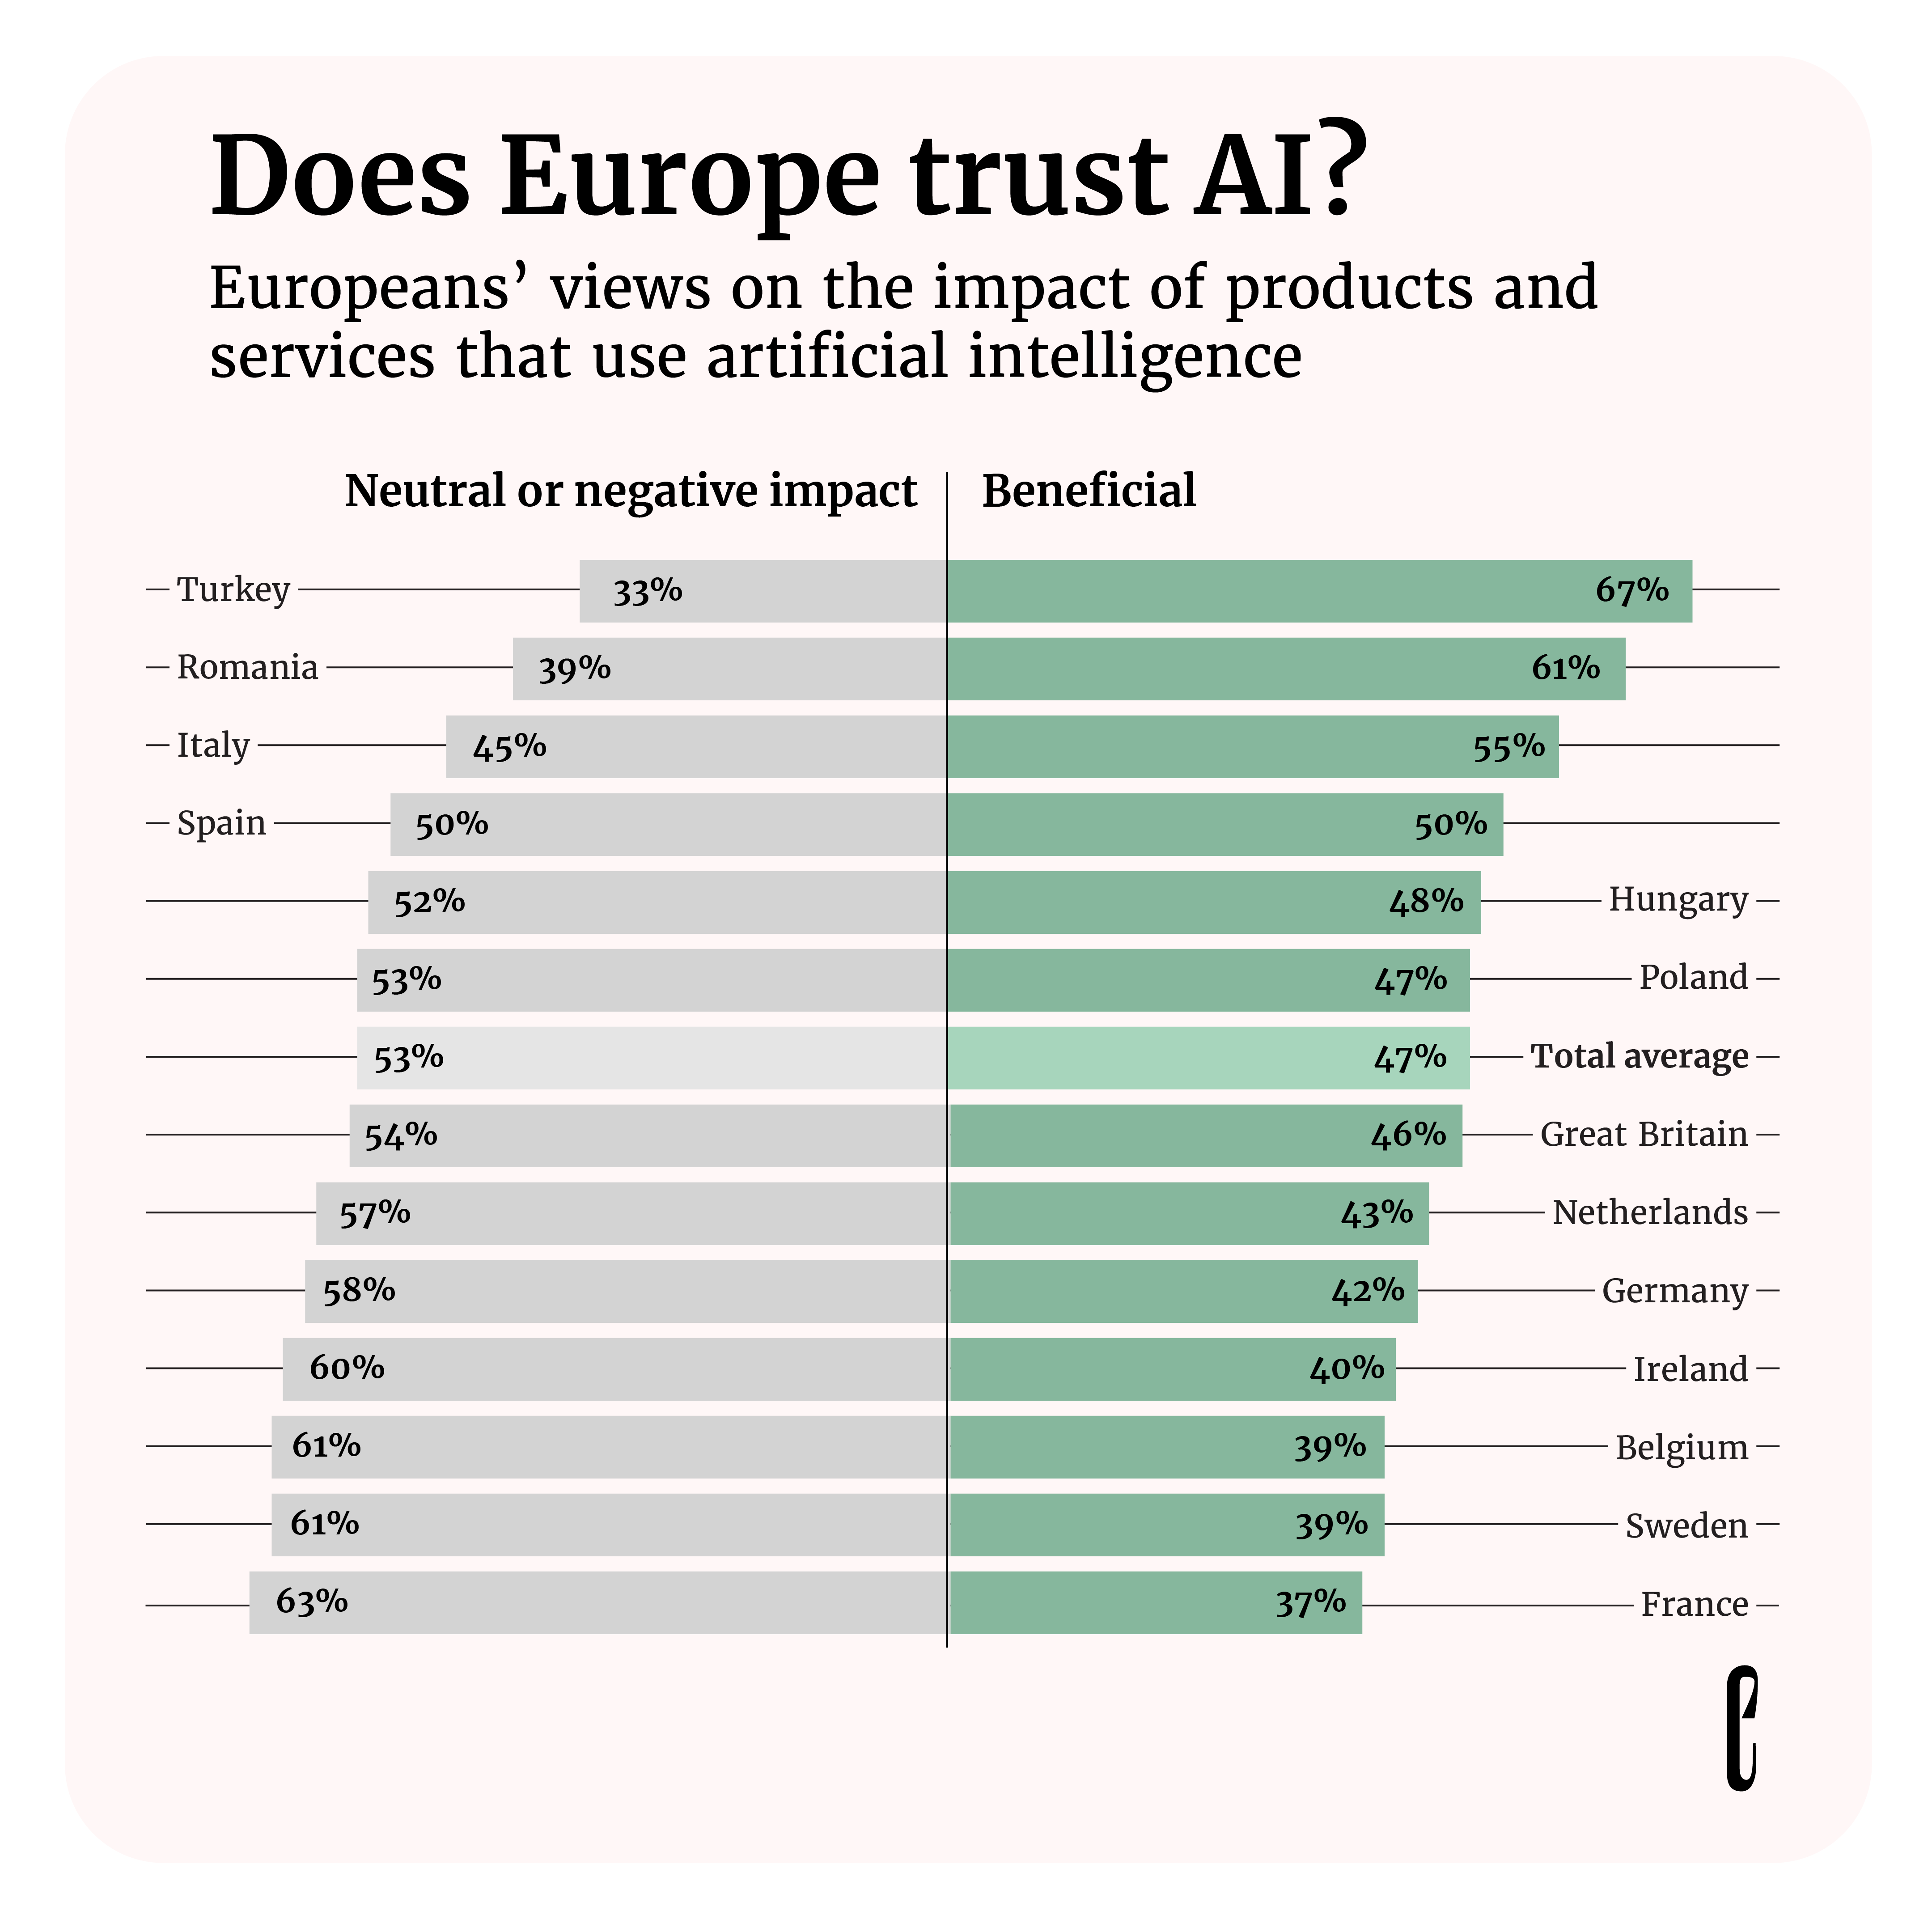 Does Europe trust AI?
Europeans’ views on the impact of products and
services that use artificial intelligence
Neutral or negative impact Beneficial
Turkey 33% 67%
Romania 39% 61%
Italy 45% 55%
Spain 50% 50%
52% 48% Hungary
53% 47% Poland
53% 47% Total average
54% 46% Great Britain
57% 43% Netherlands
58% 42% Germany
60% 40% Ireland
61% 39% Belgium
61% 39% Sweden
63% 37% France
e